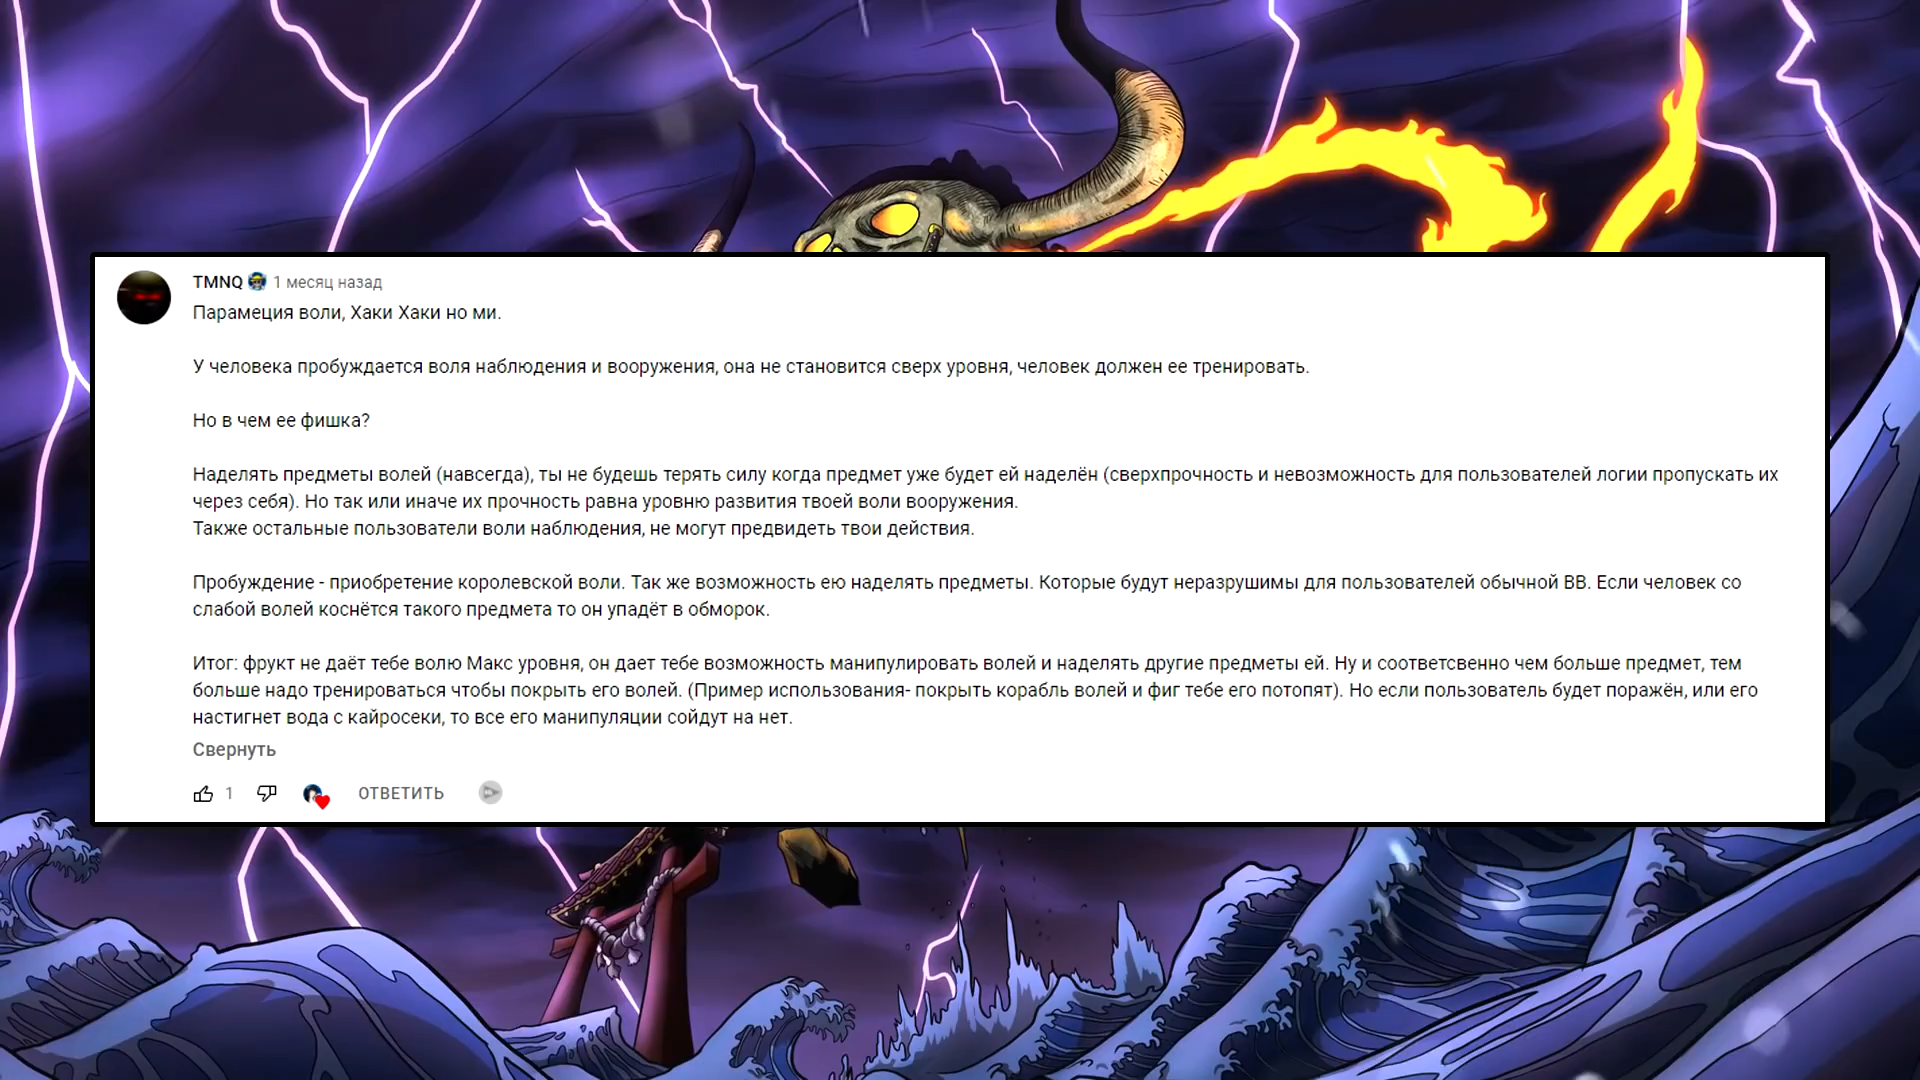 TMNQ 1 месяц назад
Парамеция воли, Хаки Хаки но ми.
У человека пробуждается воля наблюдения и вооружения, она не становится сверх уровня, человек должен ее тренировать.
Но в чем ее фишка?
Наделять предметы волей (навсегда), ты не будешь терять силу когда предмет уже будет ей наделён (сверхпрочность и невозможность для пользователей логии пропускать их
через себя). Но так или иначе их прочность равна уровню развития твоей воли вооружения.
Также остальные пользователи воли наблюдения, не могут предвидеть твои действия.
Пробуждение - приобретение королевской воли. Так же возможность ею наделять предметы. Которые будут неразрушимы для пользователей обычной ВВ. Если человек со
слабой волей коснётся такого предмета то он упадёт в обморок.
Итог: фрукт не даёт тебе волю Макс уровня, он дает тебе возможность манипулировать волей и наделять другие предметы ей. Ну и соответсвенно чем больше предмет, тем
больше надо тренироваться чтобы покрыть его волей. (Пример использования- покрыть корабль волей и фиг тебе его потопят). Но если пользователь будет поражён, или его
настигнет вода с кайросеки, то все его манипуляции сойдут на нет.
Свернуть
1 ОТВЕТИТЬ